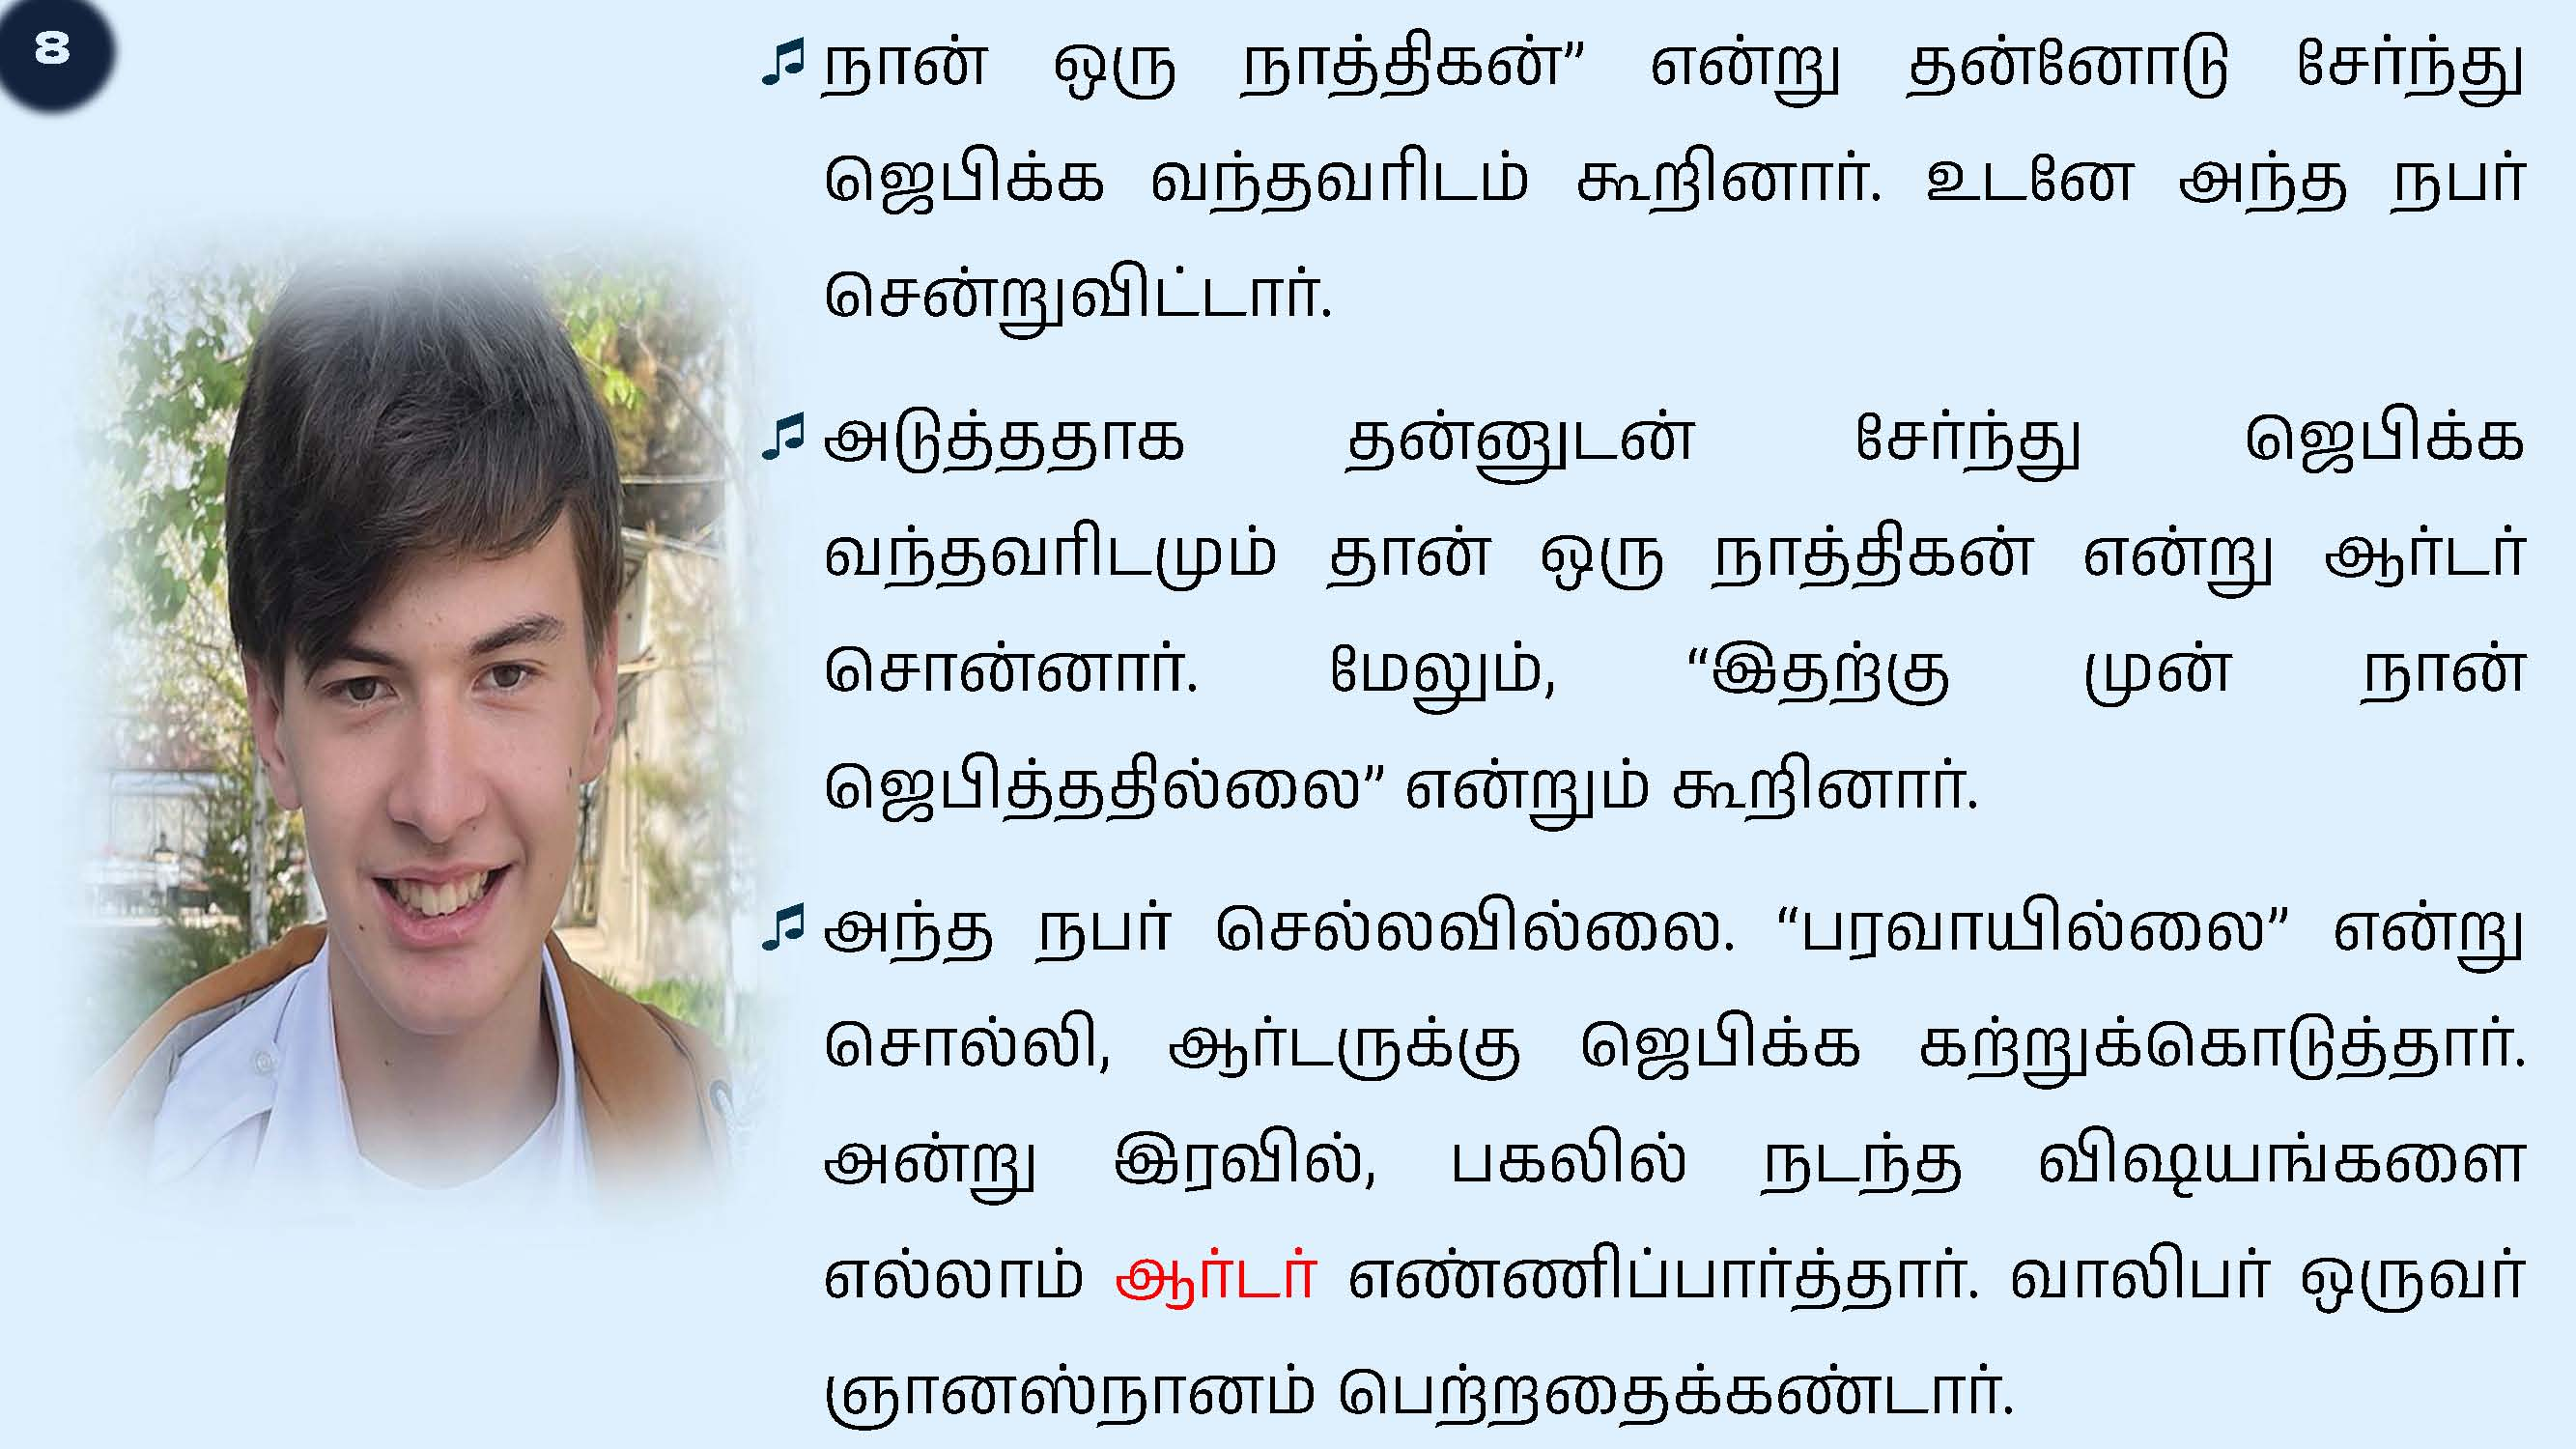 8
நான் ஒரு நாத்திகன்” என்று தன்னோடு சேர்ந்து
ஜெபிக்க வந்தவரிடம் கூறினார். உடனே அந்த நபர்
சென்றுவிட்டார்.
அடுத்ததாக தன்னுடன் சேர்ந்து ஜெபிக்க
வந்தவரிடமும் தான் ஒரு நாத்திகன் என்று ஆர்டர்
சொன்னார். மேலும், “இதற்கு முன் நான்
ஜெபித்ததில்லை” என்றும் கூறினார்.
அந்த நபர் செல்லவில்லை. “பரவாயில்லை” என்று
சொல்லி, ஆர்டருக்கு ஜெபிக்க கற்றுக்கொடுத்தார்.
அன்று இரவில், பகலில் நடந்த விஷயங்களை
எல்லாம் ஆர்டர் எண்ணிப்பார்த்தார். வாலிபர் ஒருவர்
ஞானஸ்நானம் பெற்றதைக்கண்டார்.